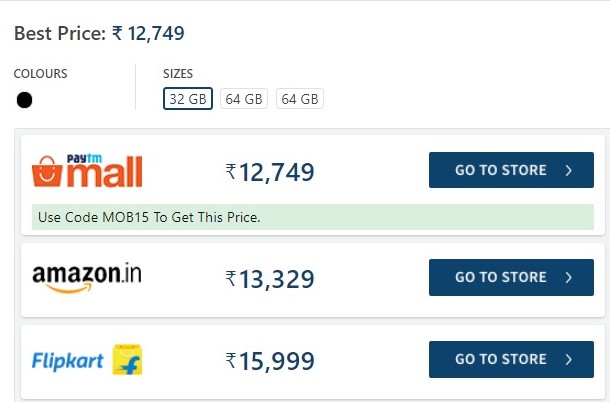 Best Price: ₹ 12,749
COLOURS
SIZES
32 GB 64 GB 64 GB
paytm mall ₹12,749 GO TO STORE >
Use Code MOB15 To Get This Price.
amazon.in ₹13,329 GO TO STORE >
Flipkart ₹15,999 GO TO STORE >